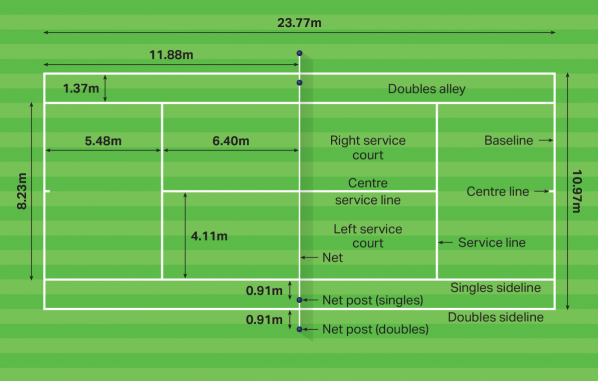 23.77m
11.88m
1.37m
Doubles alley
5.48m
6.40m
Right service
court
Baseline
8.23m
10.97m
Centre
service line
Centre line
4.11m
Left service
court
Service line
Net
0.91m
Singles sideline
Net post (singles)
0.91m
Doubles sideline
Net post (doubles)